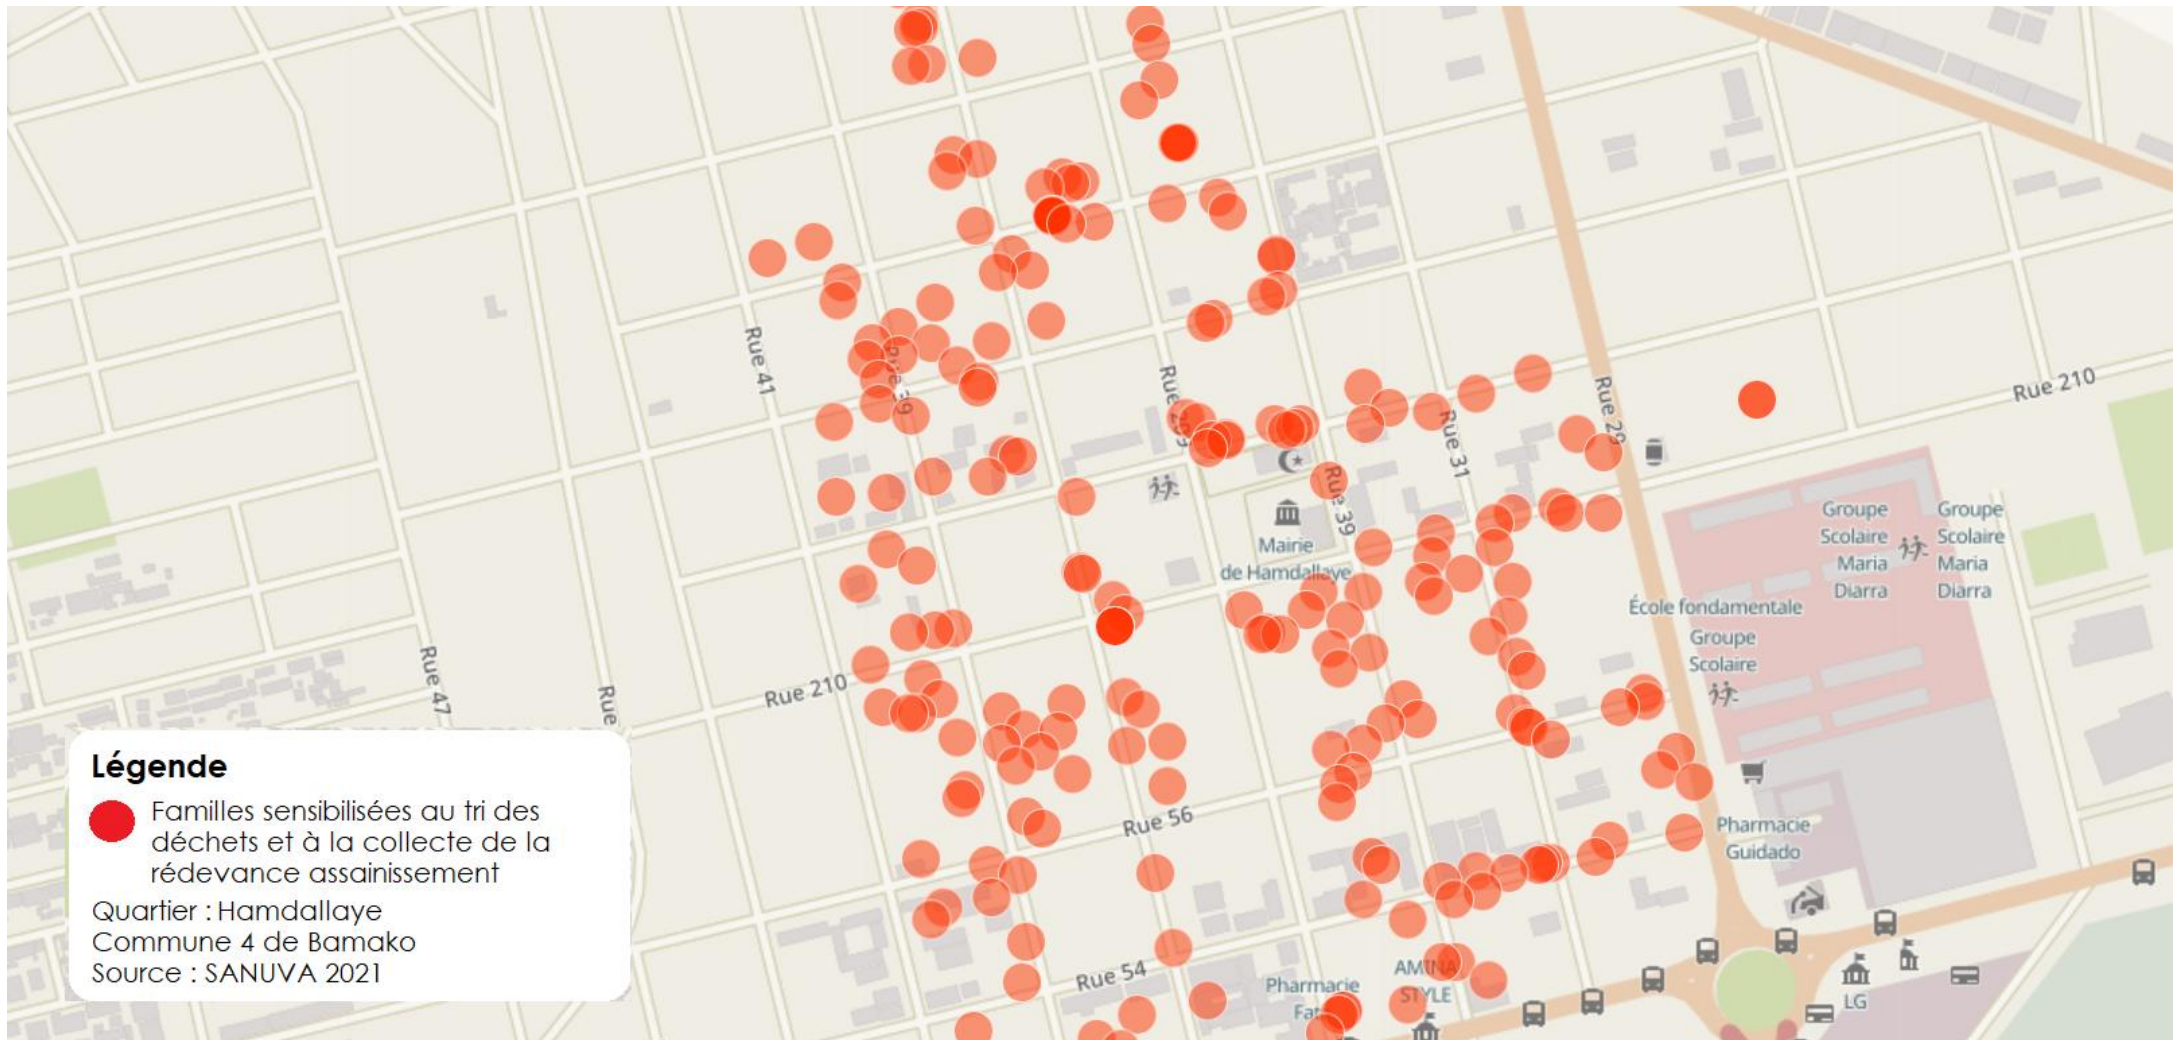 Rue 41
Rue 39
Rue 29
Rue 210
Rue 31
Rue 39
Mairie
de Hamdallaye
Groupe
Scolaire
Maria
Diarra
Groupe
Scolaire
Maria
Diarra
École fondamentale
Groupe
Scolaire
Rue 47
Rue
Rue 210
Légende
Familles sensibilisées au tri des
déchets et à la collecte de la
rédevance assainissement
Quartier : Hamdallaye
Commune 4 de Bamako
Source : SANUVA 2021
Rue 56
Pharmacie
Guidado
Rue 54
Pharmacie
AMINA
STYLE
LG